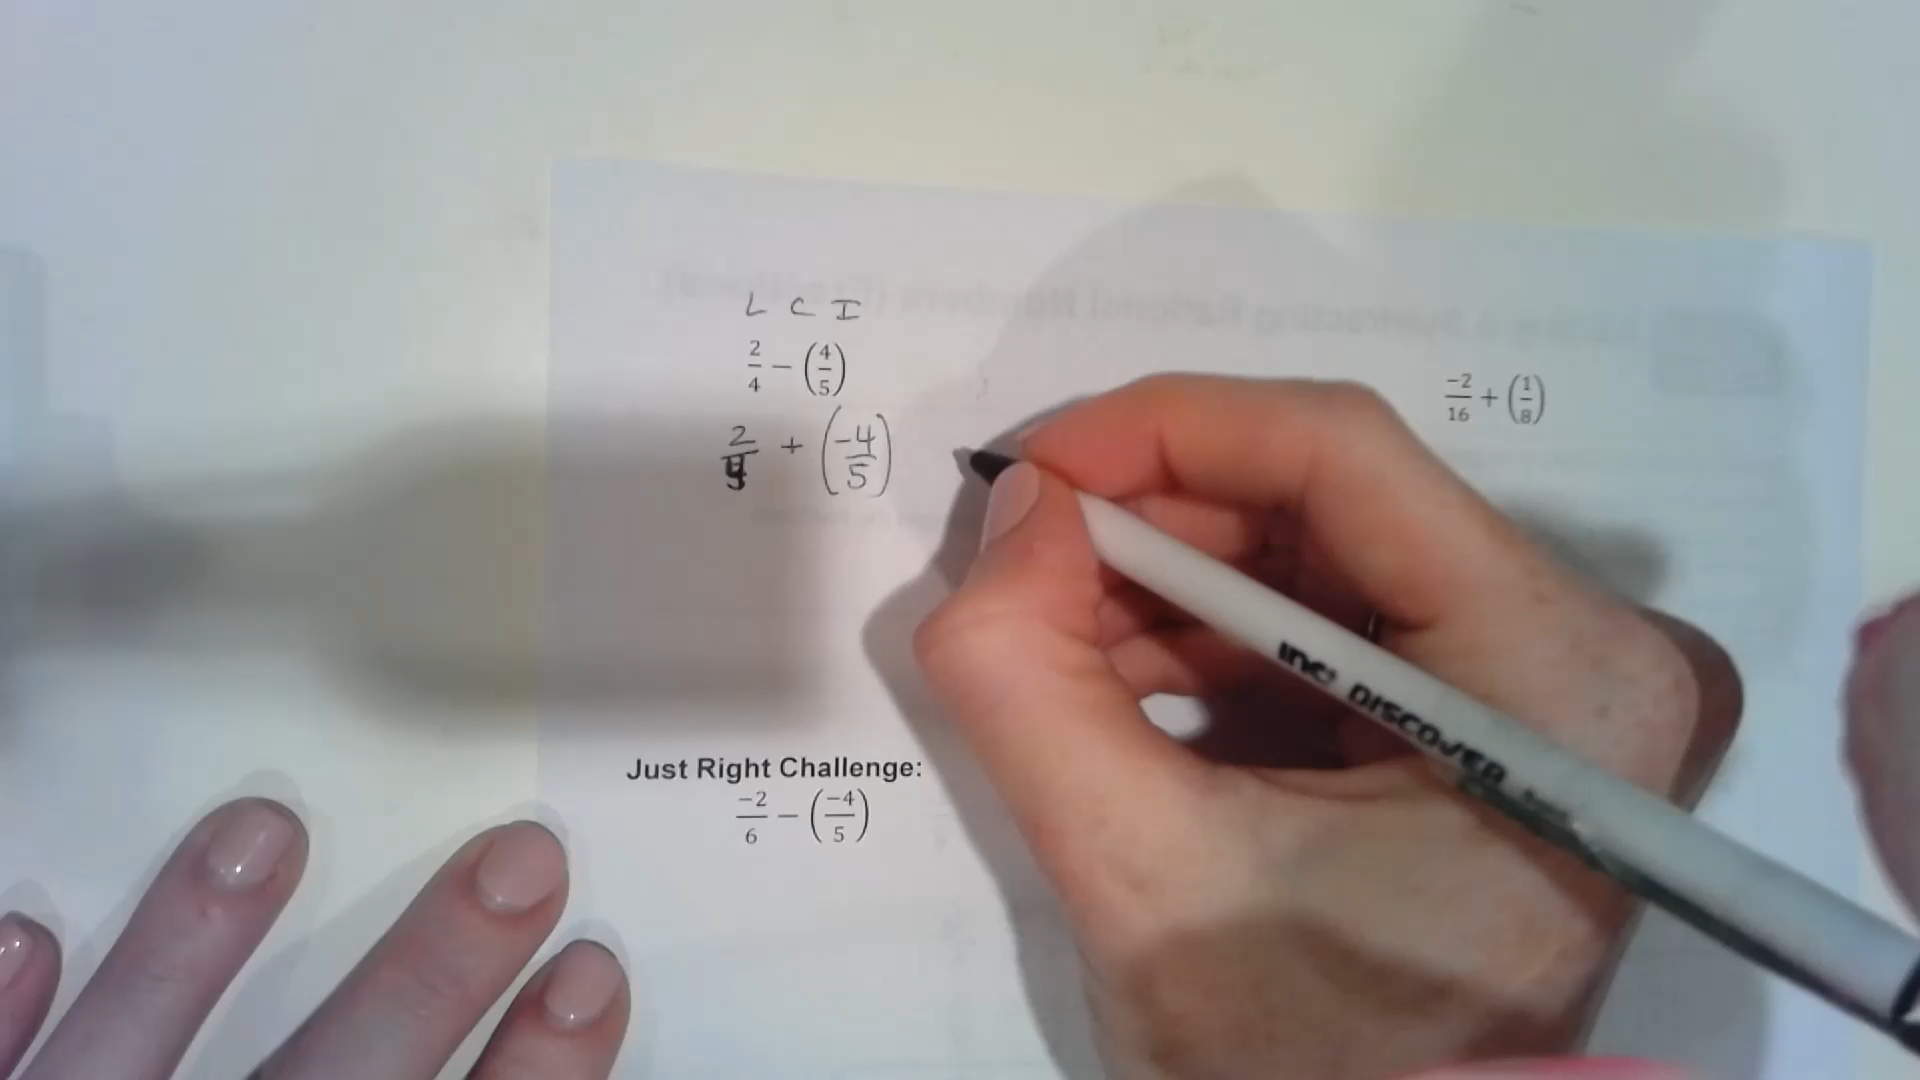 L C I
2/4 − (4/5)
2/4 + (-4/5)
−2/16 + (1/8)
Just Right Challenge:
−2/6 − (−4/5)
DISCOVER